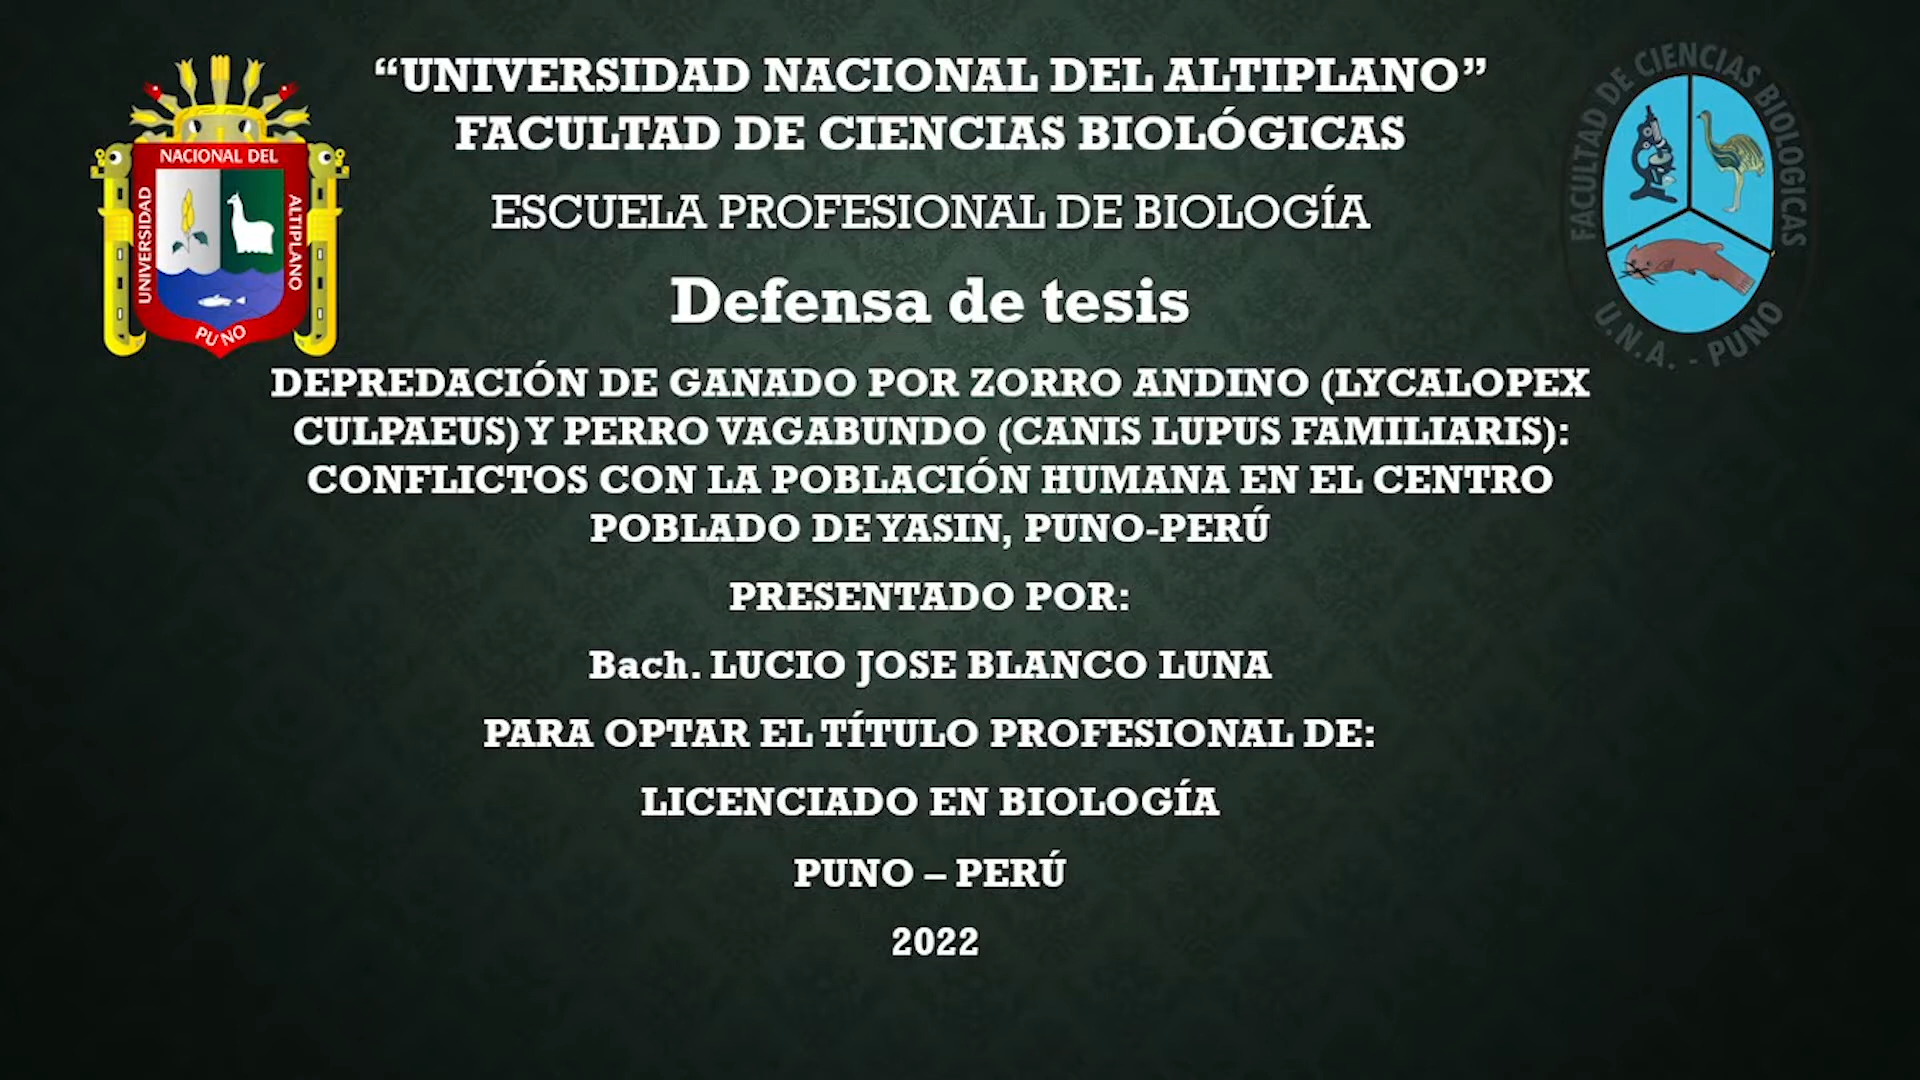 “UNIVERSIDAD NACIONAL DEL ALTIPLANO”
FACULTAD DE CIENCIAS BIOLÓGICAS
ESCUELA PROFESIONAL DE BIOLOGÍA
Defensa de tesis
DEPREDACIÓN DE GANADO POR ZORRO ANDINO (LYCALOPEX
CULPAEUS) Y PERRO VAGABUNDO (CANIS LUPUS FAMILIARIS):
CONFLICTOS CON LA POBLACIÓN HUMANA EN EL CENTRO
POBLADO DE YASIN, PUNO-PERÚ
PRESENTADO POR:
Bach. LUCIO JOSE BLANCO LUNA
PARA OPTAR EL TÍTULO PROFESIONAL DE:
LICENCIADO EN BIOLOGÍA
PUNO – PERÚ
2022
UNIVERSIDAD
NACIONAL DEL
ALTIPLANO
PUNO
FACULTAD DE CIENCIAS BIOLOGICAS
U.N.A. - PUNO